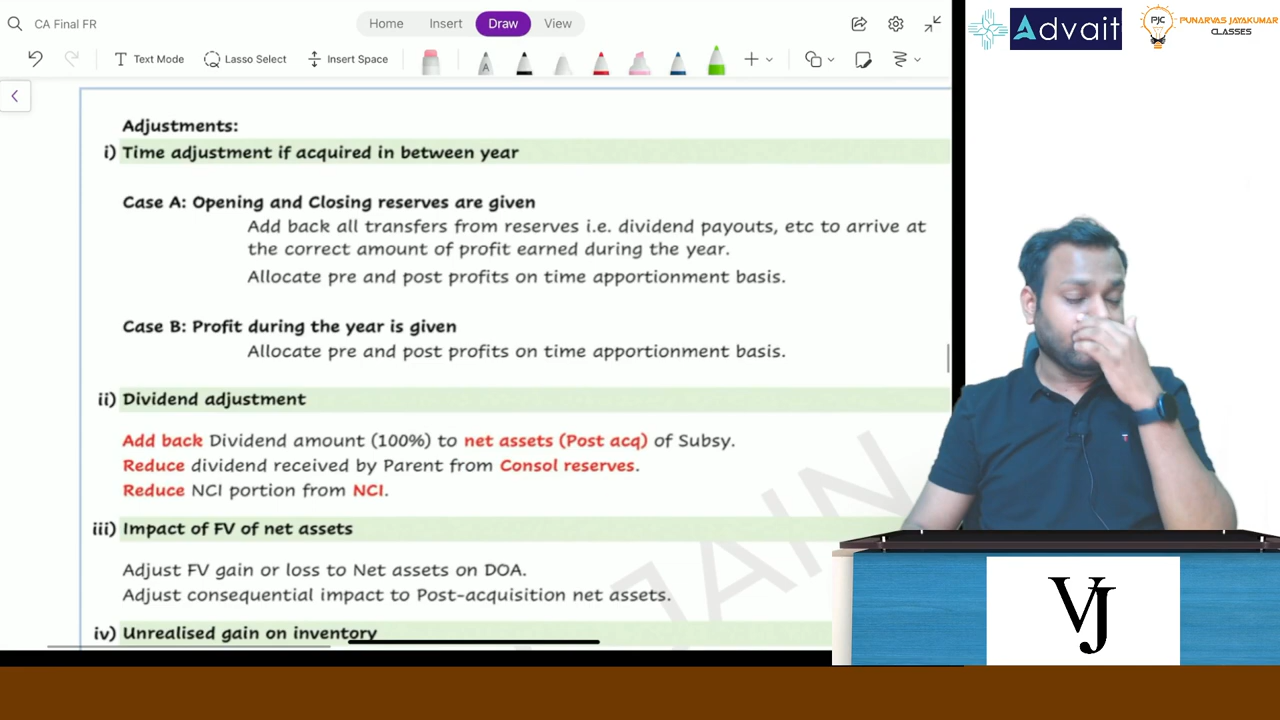 CA Final FR
Home Insert Draw View
Text Mode Lasso Select Insert Space
Adjustments:
i) Time adjustment if acquired in between year
Case A: Opening and Closing reserves are given
Add back all transfers from reserves i.e. dividend payouts, etc to arrive at
the correct amount of profit earned during the year.
Allocate pre and post profits on time apportionment basis.
Case B: Profit during the year is given
Allocate pre and post profits on time apportionment basis.
ii) Dividend adjustment
Add back Dividend amount (100%) to net assets (Post acq) of Subsy.
Reduce dividend received by Parent from Consol reserves.
Reduce NCI portion from NCI.
iii) Impact of FV of net assets
Adjust FV gain or loss to Net assets on DOA.
Adjust consequential impact to Post-acquisition net assets.
iv) Unrealised gain on inventory
JAIN
Advait
PJC
PUNARVAS JAYAKUMAR
CLASSES
VJ